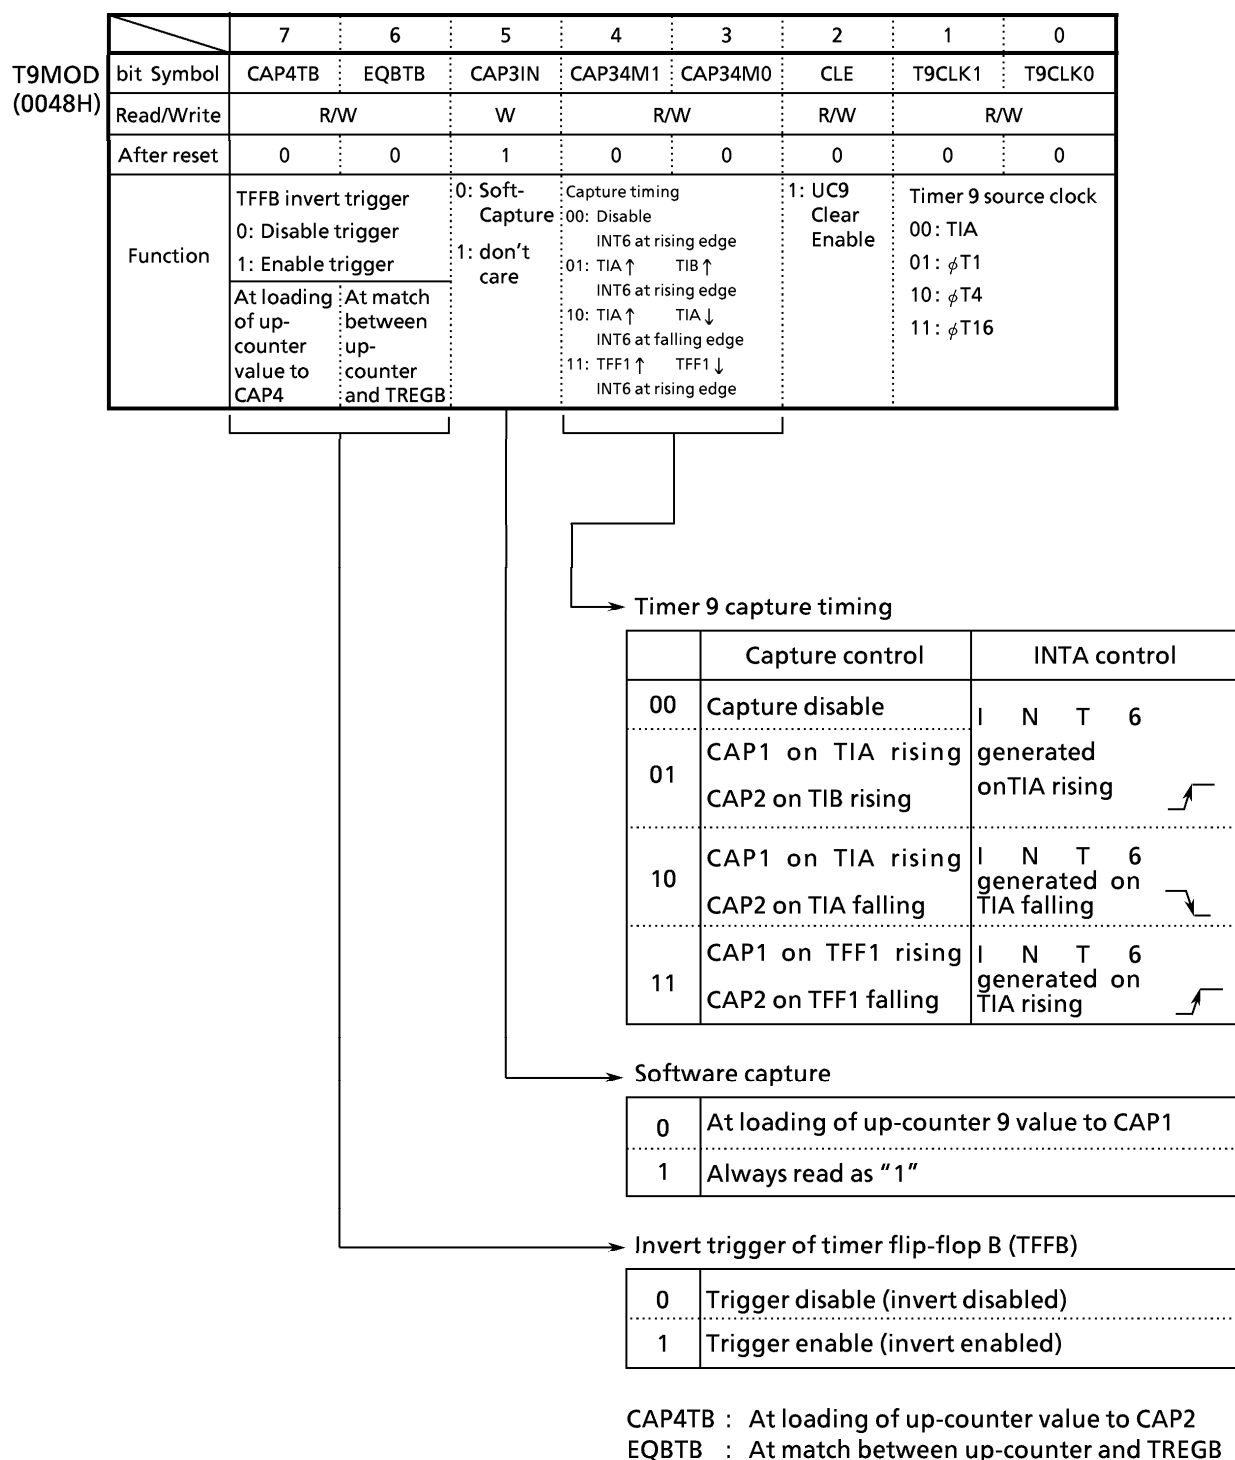 7 6 5 4 3 2 1 0
T9MOD
(0048H)
bit Symbol CAP4TB EQBTB CAP3IN CAP34M1 CAP34M0 CLE T9CLK1 T9CLK0
Read/Write R/W W R/W R/W R/W
After reset 0 0 1 0 0 0 0 0
Function
TFFB invert trigger
0: Disable trigger
1: Enable trigger
At loading
of up-
counter
value to
CAP4
At match
between
up-
counter
and TREGB
0: Soft-
Capture
1: don't
care
Capture timing
00: Disable
INT6 at rising edge
01: TIA↑ TIB↑
INT6 at rising edge
10: TIA↑ TIA↓
INT6 at falling edge
11: TFF1↑ TFF1↓
INT6 at rising edge
1: UC9
Clear
Enable
Timer 9 source clock
00: TIA
01: φT1
10: φT4
11: φT16
Timer 9 capture timing
Capture control INTA control
00 Capture disable
01 CAP1 on TIA rising
CAP2 on TIB rising
I N T 6
generated
onTIA rising
10 CAP1 on TIA rising
CAP2 on TIA falling
I N T 6
generated on
TIA falling
11 CAP1 on TFF1 rising
CAP2 on TFF1 falling
I N T 6
generated on
TIA rising
Software capture
0 At loading of up-counter 9 value to CAP1
1 Always read as “1”
Invert trigger of timer flip-flop B (TFFB)
0 Trigger disable (invert disabled)
1 Trigger enable (invert enabled)
CAP4TB : At loading of up-counter value to CAP2
EQBTB : At match between up-counter and TREGB